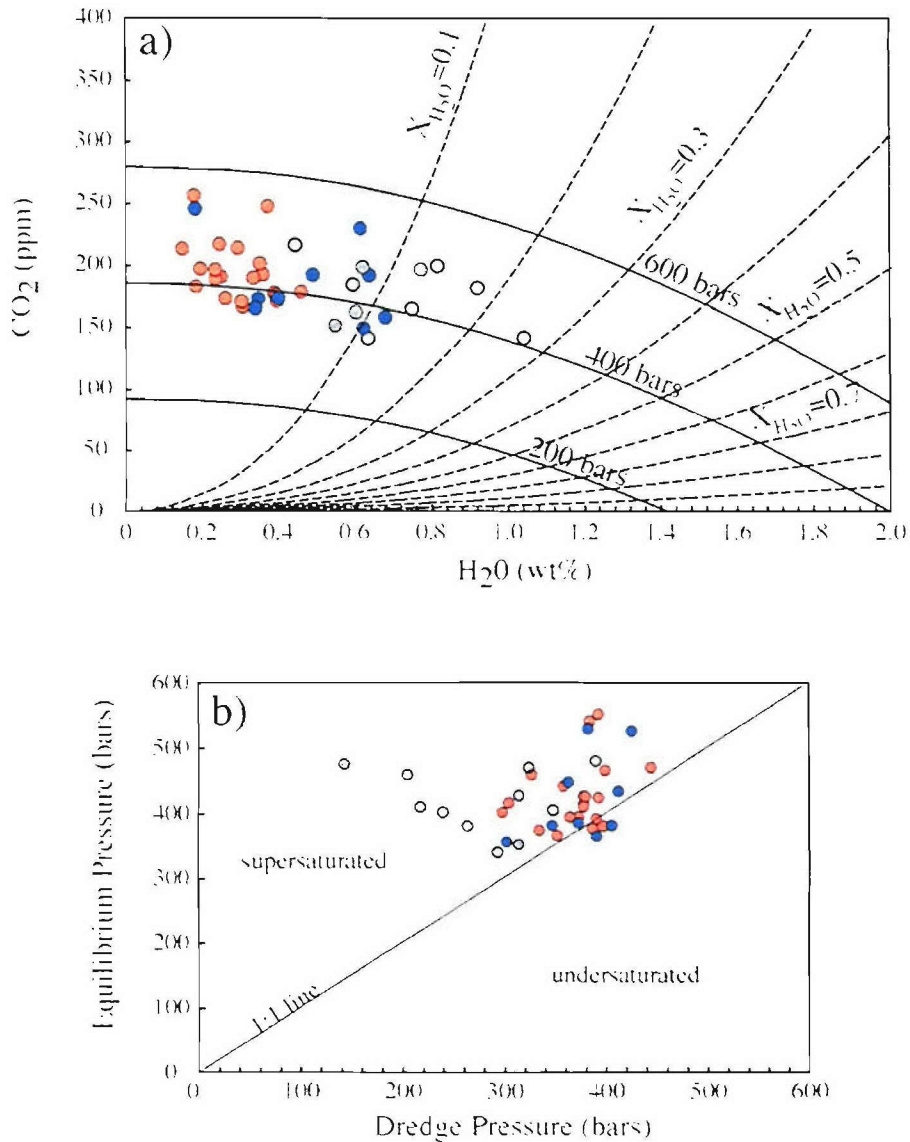 a)
400
350
300
250
200
150
100
50
0
CO2 (ppm)
XH2O=0.1
XH2O=0.3
XH2O=0.5
XH2O=0.7
600 bars
400 bars
200 bars
0 0.2 0.4 0.6 0.8 1.0 1.2 1.4 1.6 1.8 2.0
H20 (wt%)
b)
600
500
400
300
200
100
0
Equilibrium Pressure (bars)
supersaturated
undersaturated
1:1 line
0 100 200 300 400 500 600
Dredge Pressure (bars)